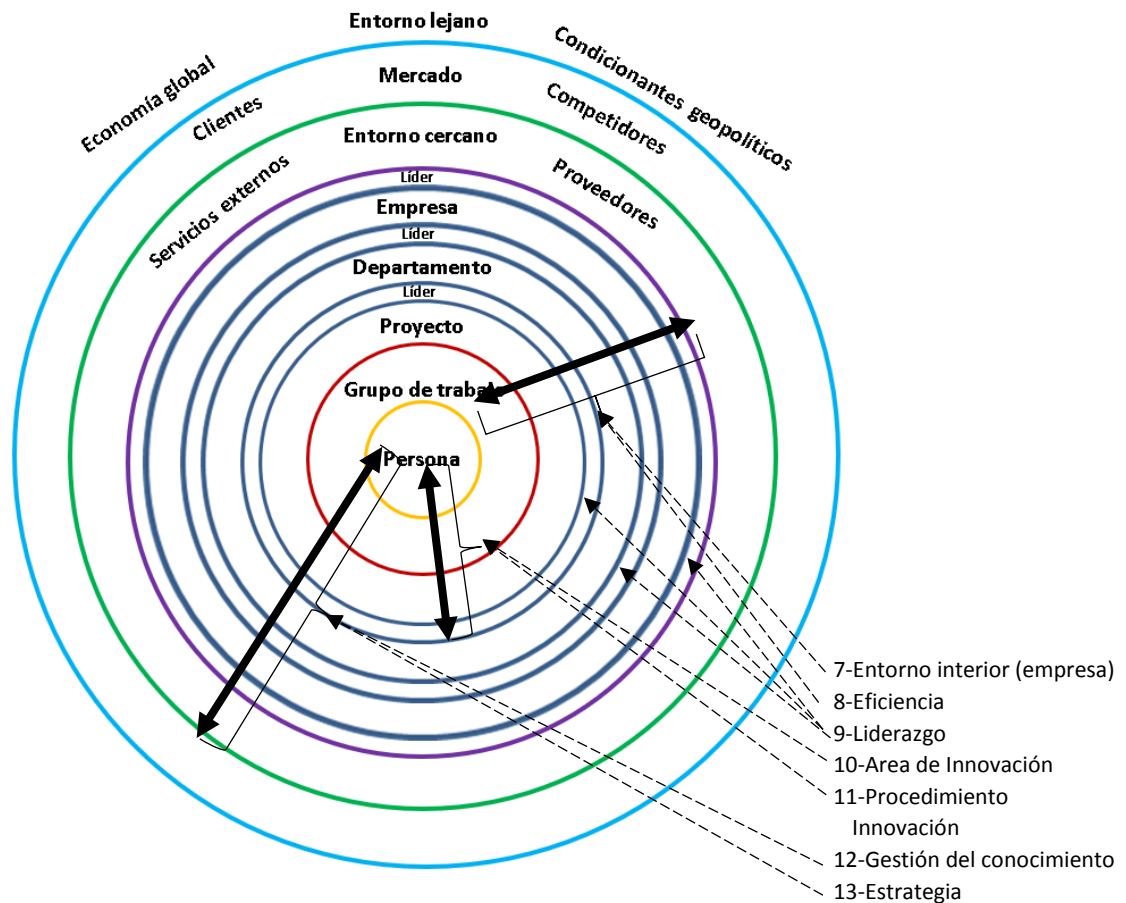 Entorno lejano
Economía global
Condicionantes geopolíticos
Mercado
Clientes
Competidores
Entorno cercano
Servicios externos
Proveedores
Líder
Empresa
Líder
Departamento
Líder
Proyecto
Grupo de trabajo
Persona
7-Entorno interior (empresa)
8-Eficiencia
9-Liderazgo
10-Area de Innovación
11-Procedimiento
Innovación
12-Gestión del conocimiento
13-Estrategia